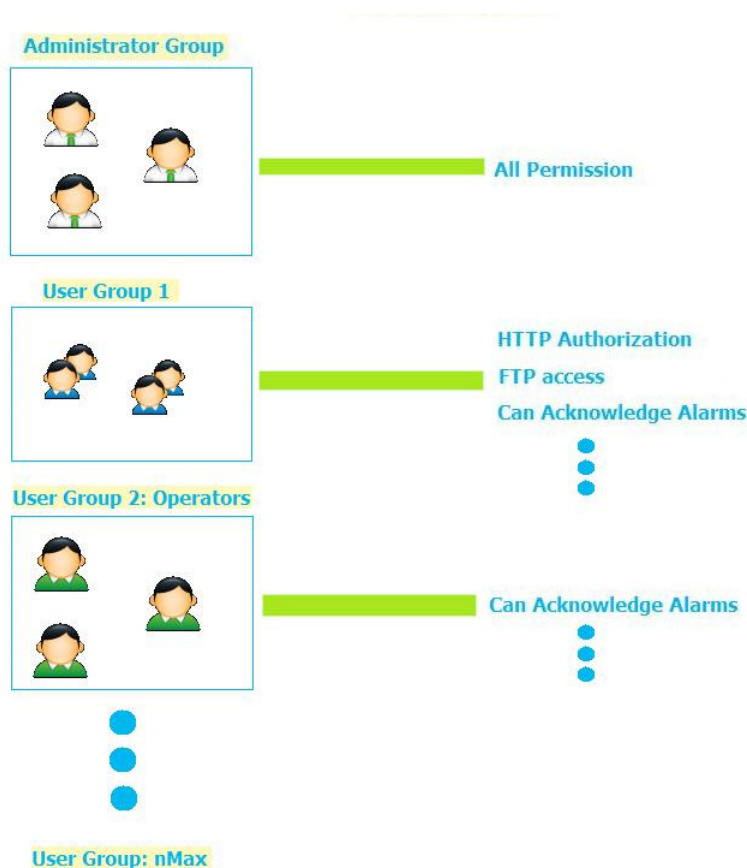 Administrator Group
All Permission
User Group 1
HTTP Authorization
FTP access
Can Acknowledge Alarms
User Group 2: Operators
Can Acknowledge Alarms
User Group: nMax